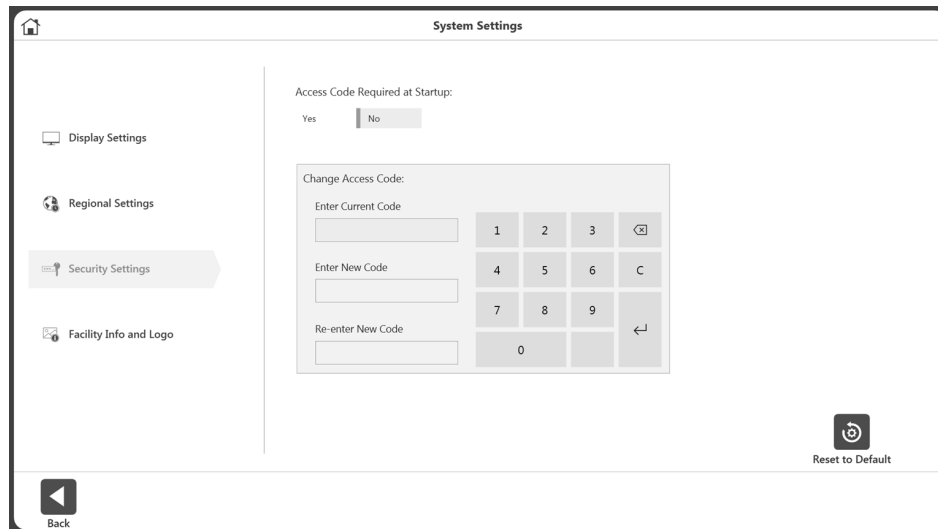 System Settings
Display Settings
Regional Settings
Security Settings
Facility Info and Logo
Access Code Required at Startup:
Yes No
Change Access Code:
Enter Current Code
Enter New Code
Re-enter New Code
1 2 3
4 5 6 C
7 8 9
0
Reset to Default
Back